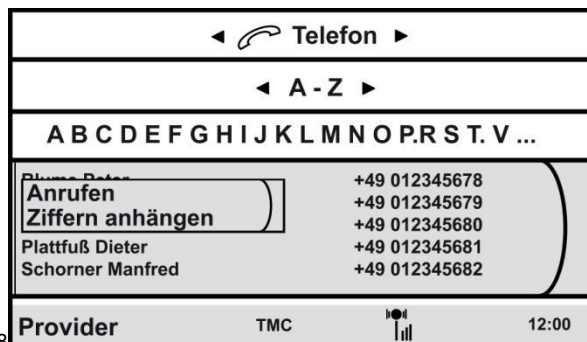 ◄ Telefon ►
◄ A - Z ►
A B C D E F G H I J K L M N O P.R S T. V ...
+49 012345678
Anrufen +49 012345679
Ziffern anhängen +49 012345680
Plattfuß Dieter +49 012345681
Schorner Manfred +49 012345682
Provider TMC 12:00